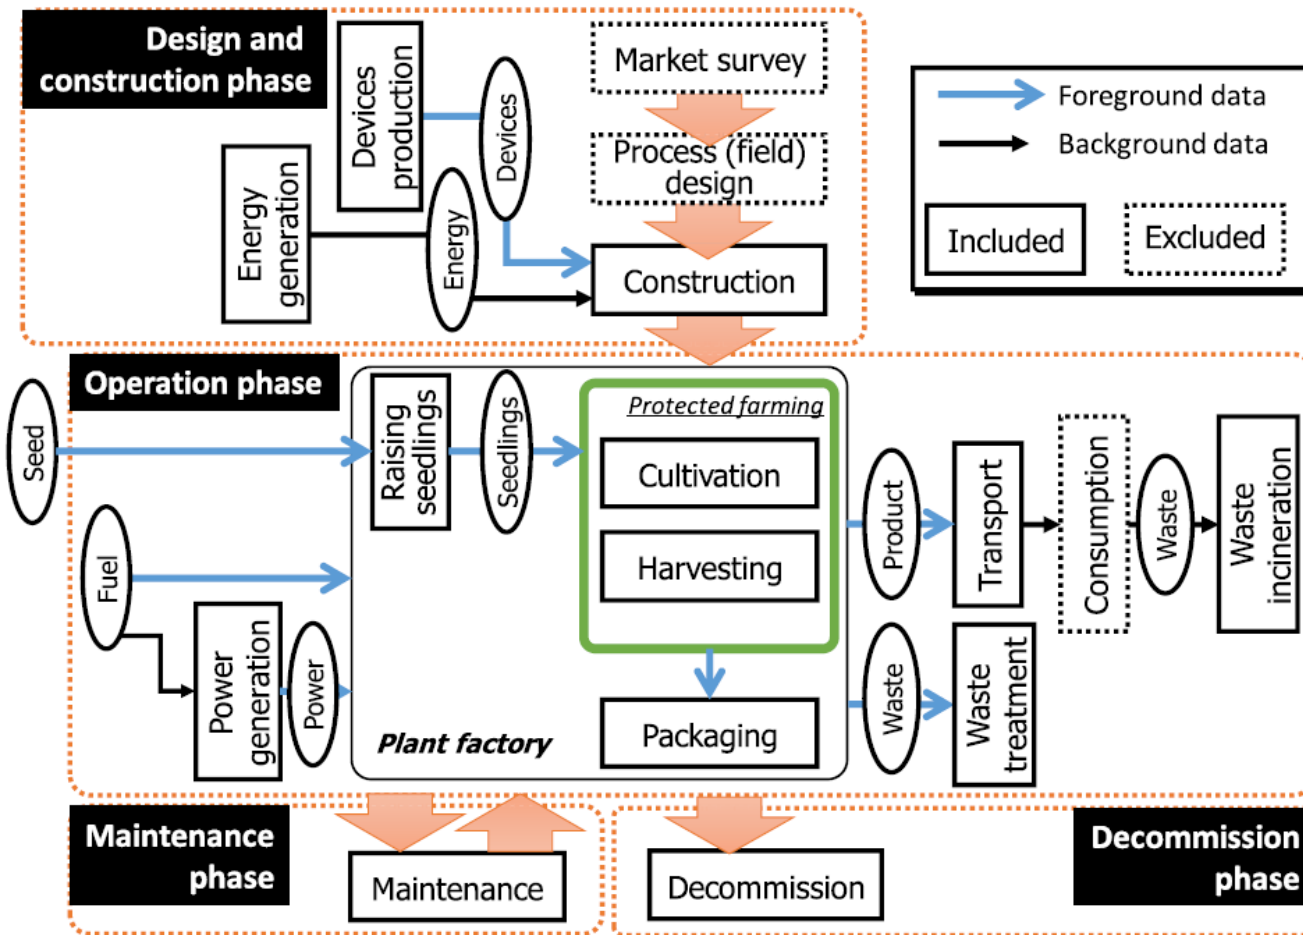 Design and
construction phase
Devices
production
Devices
Energy
generation
Energy
Market survey
Process (field)
design
Construction
Foreground data
Background data
Included
Excluded
Operation phase
Seed
Fuel
Power
generation
Power
Raising
seedlings
Seedlings
Protected farming
Cultivation
Harvesting
Packaging
Plant factory
Product
Transport
Consumption
Waste
Waste
incineration
Waste
Waste
treatment
Maintenance
phase
Maintenance
Decommission
Decommission
phase